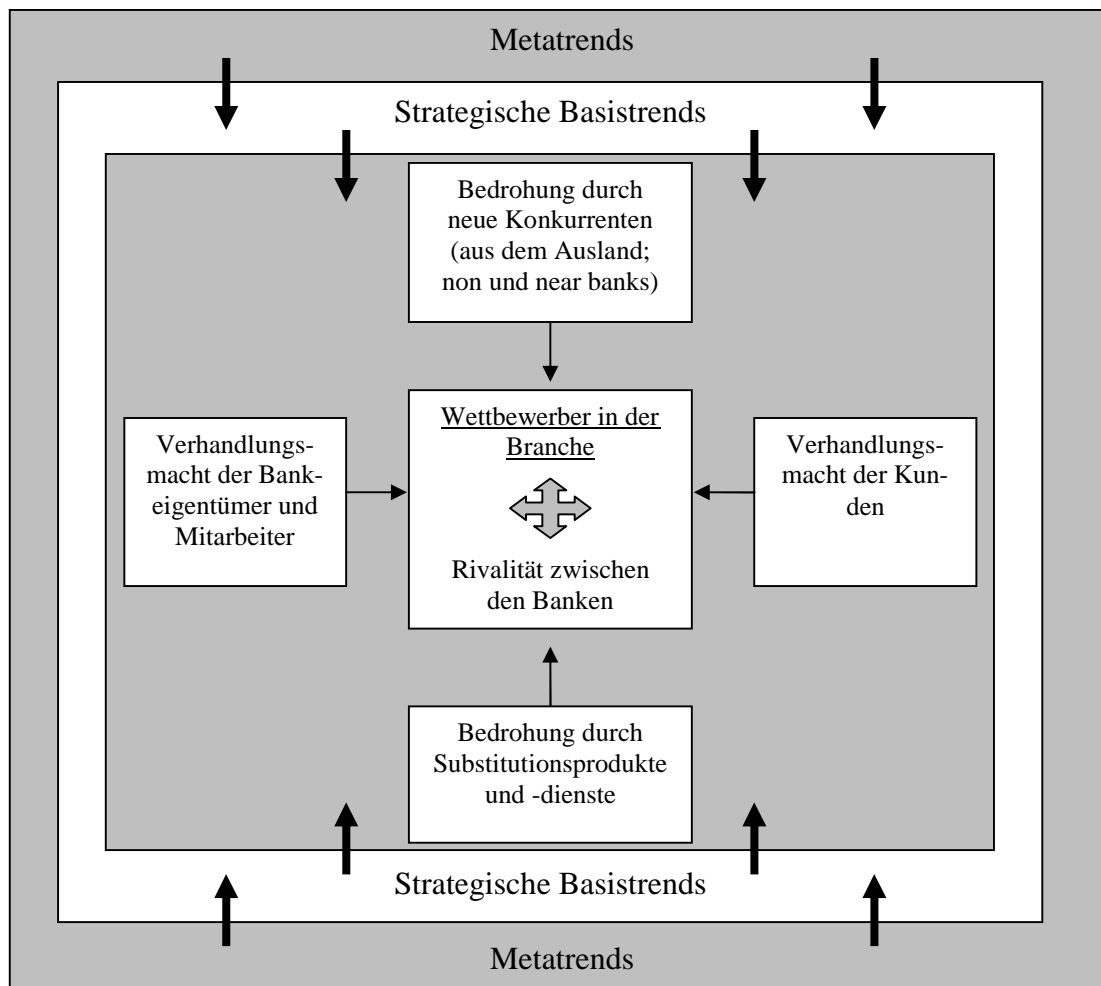 Metatrends
Strategische Basistrends
Bedrohung durch
neue Konkurrenten
(aus dem Ausland;
non und near banks)
Verhandlungs-
macht der Bank-
eigentümer und
Mitarbeiter
Wettbewerber in der
Branche
Rivalität zwischen
den Banken
Verhandlungs-
macht der Kun-
den
Bedrohung durch
Substitutionsprodukte
und -dienste
Strategische Basistrends
Metatrends